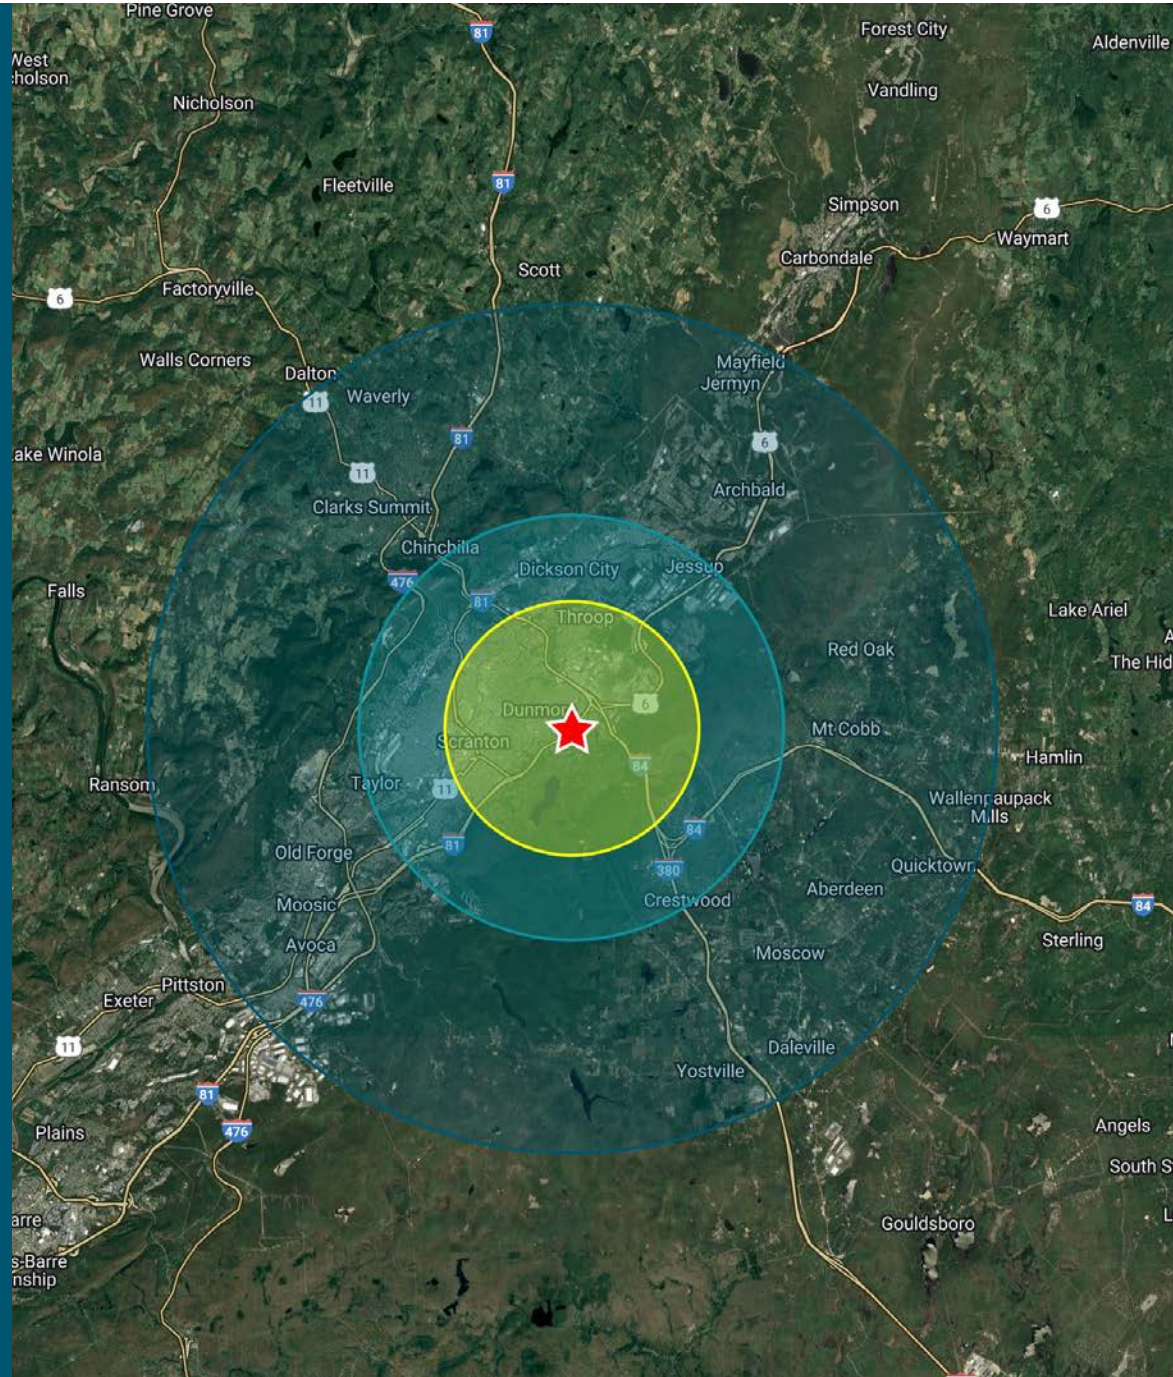 Pine Grove
81
Forest City
Aldenville
West
cholson
Vandling
Nicholson
81
Fleetville
Simpson
6
Waymart
Carbondale
Scott
Factoryville
6
Walls Corners
Mayfield
Dalton
Jermyn
Waverly
11
81
6
Lake Winola
11
Archbald
Clarks Summit
Chinchilla
Jessup
Dickson City
476
Falls
81
Lake Ariel
Throop
Red Oak
The Hid
6
Dunmor
Mt Cobb
Scranton
Hamlin
84
Ransom
Taylor
11
Wallenpaupack
Mills
84
81
Old Forge
Quicktown
380
Aberdeen
Crestwood
Moosic
84
Avoca
Sterling
Moscow
Pittston
Exeter
476
11
Daleville
Yostville
81
Plains
476
Angels
South S
arre
Gouldsboro
s-Barre
nship